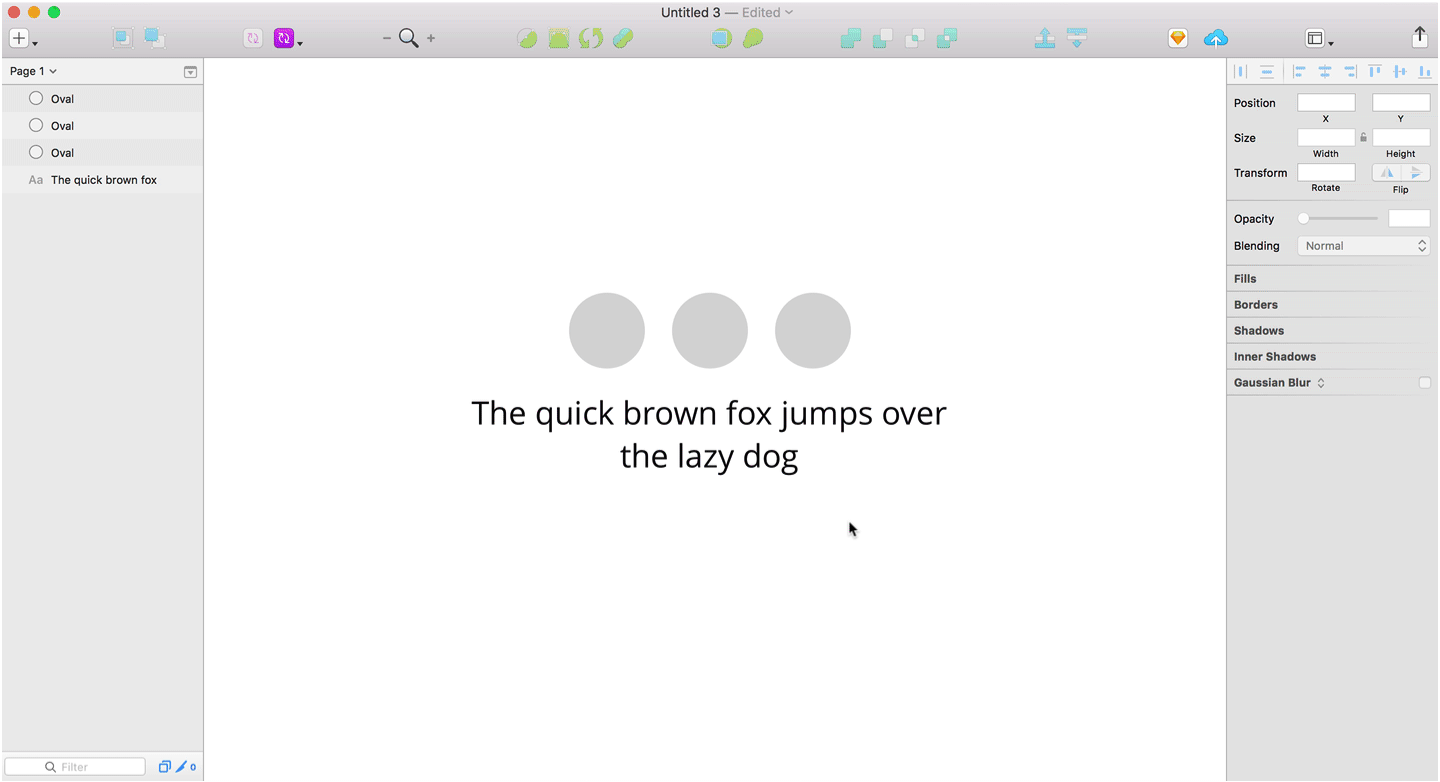 Untitled 3 — Edited
Page 1
Oval
Oval
Oval
Aa The quick brown fox
The quick brown fox jumps over
the lazy dog
Filter
0
Position
X
Y
Size
Width
Height
Transform
Rotate
Flip
Opacity
Blending
Normal
Fills
Borders
Shadows
Inner Shadows
Gaussian Blur